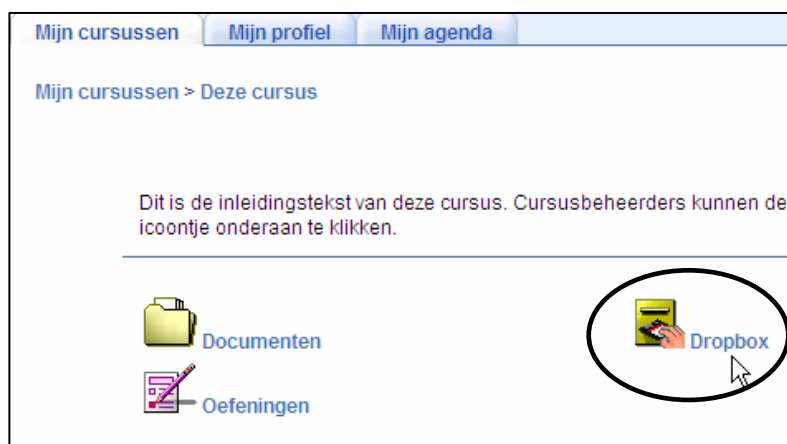 Mijn cursussen Mijn profiel Mijn agenda
Mijn cursussen > Deze cursus
Dit is de inleidingstekst van deze cursus. Cursusbeheerders kunnen de
icoontje onderaan te klikken.
Documenten Dropbox
Oefeningen